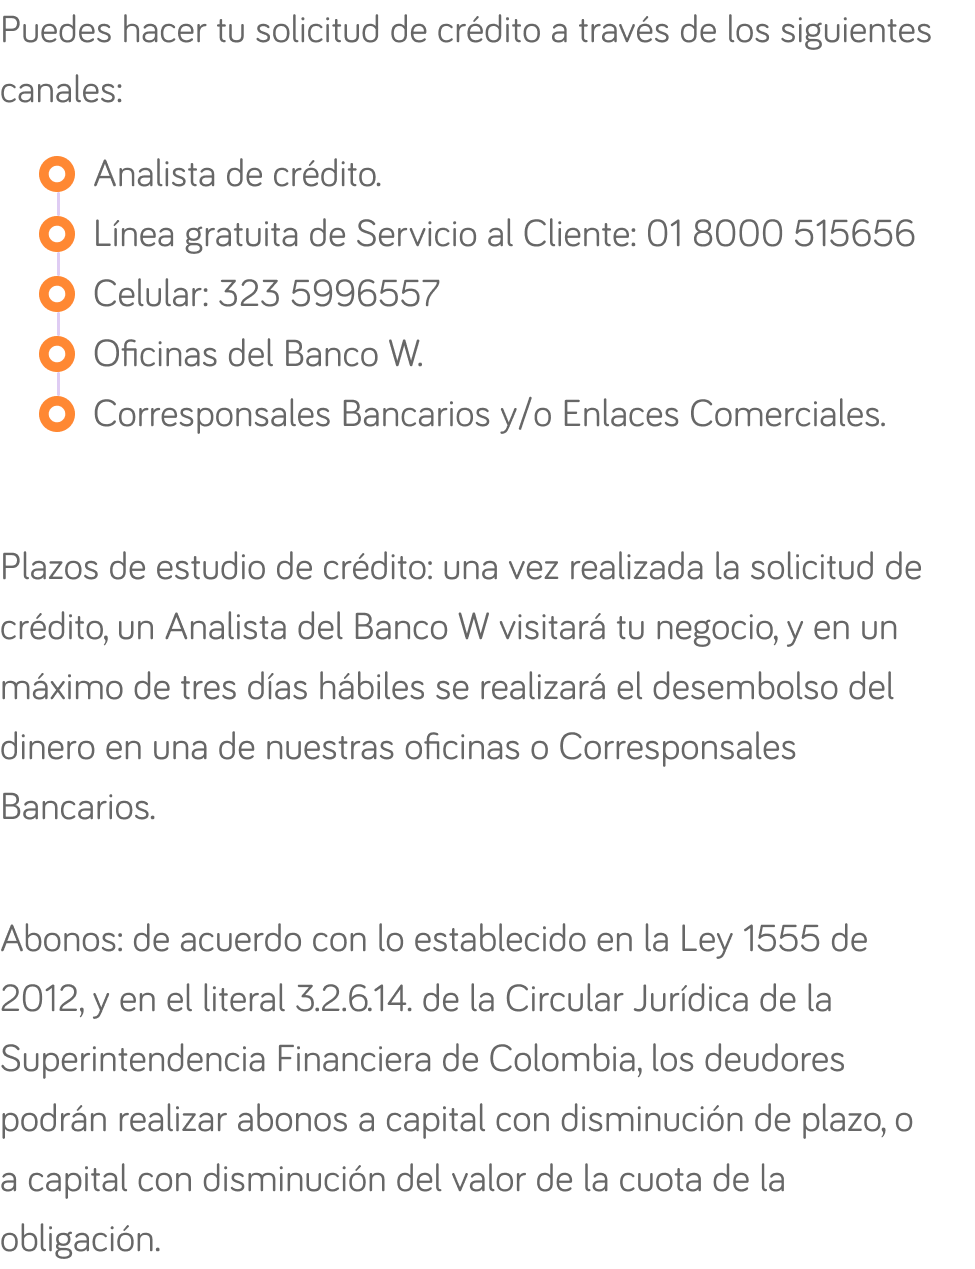 Puedes hacer tu solicitud de crédito a través de los siguientes
canales:
Analista de crédito.
Línea gratuita de Servicio al Cliente: 01 8000 515656
Celular: 323 5996557
Oficinas del Banco W.
Corresponsales Bancarios y/o Enlaces Comerciales.
Plazos de estudio de crédito: una vez realizada la solicitud de
crédito, un Analista del Banco W visitará tu negocio, y en un
máximo de tres días hábiles se realizará el desembolso del
dinero en una de nuestras oficinas o Corresponsales
Bancarios.
Abonos: de acuerdo con lo establecido en la Ley 1555 de
2012, y en el literal 3.2.6.14. de la Circular Jurídica de la
Superintendencia Financiera de Colombia, los deudores
podrán realizar abonos a capital con disminución de plazo, o
a capital con disminución del valor de la cuota de la
obligación.